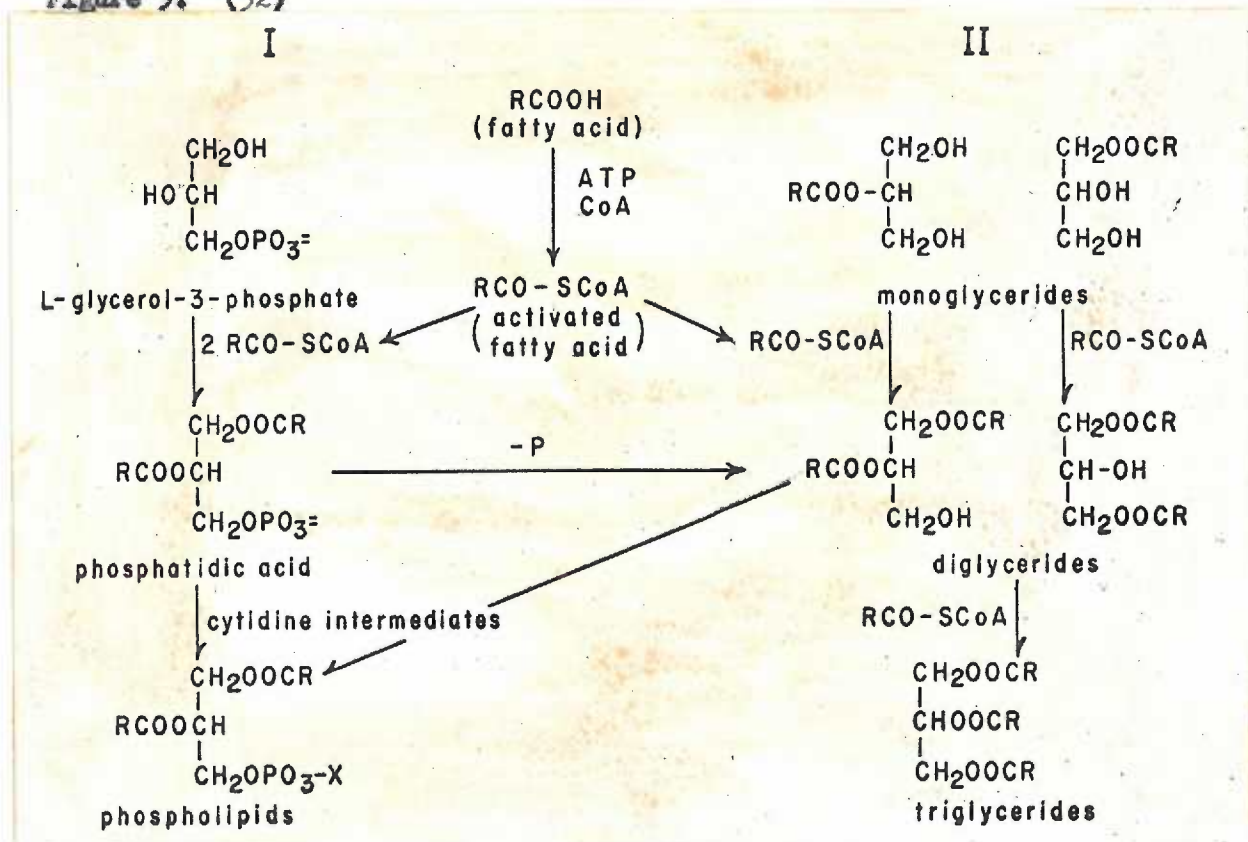 Figure 3. (32)
I
II
RCOOH
(fatty acid)
ATP
CoA
RCO-SCoA
(activated
fatty acid)
CH2OH
HOCH
CH2OPO3=
L-glycerol-3-phosphate
2 RCO-SCoA
CH2OOCR
RCOOCH
CH2OPO3=
phosphatidic acid
-P
cytidine intermediates
CH2OOCR
RCOOCH
CH2OPO3-X
phospholipids
CH2OH
RCOO-CH
CH2OH
CH2OOCR
CHOH
CH2OH
monoglycerides
RCO-SCoA
RCO-SCoA
CH2OOCR
RCOOCH
CH2OH
CH2OOCR
CH-OH
CH2OOCR
diglycerides
RCO-SCoA
CH2OOCR
CHOOCR
CH2OOCR
triglycerides